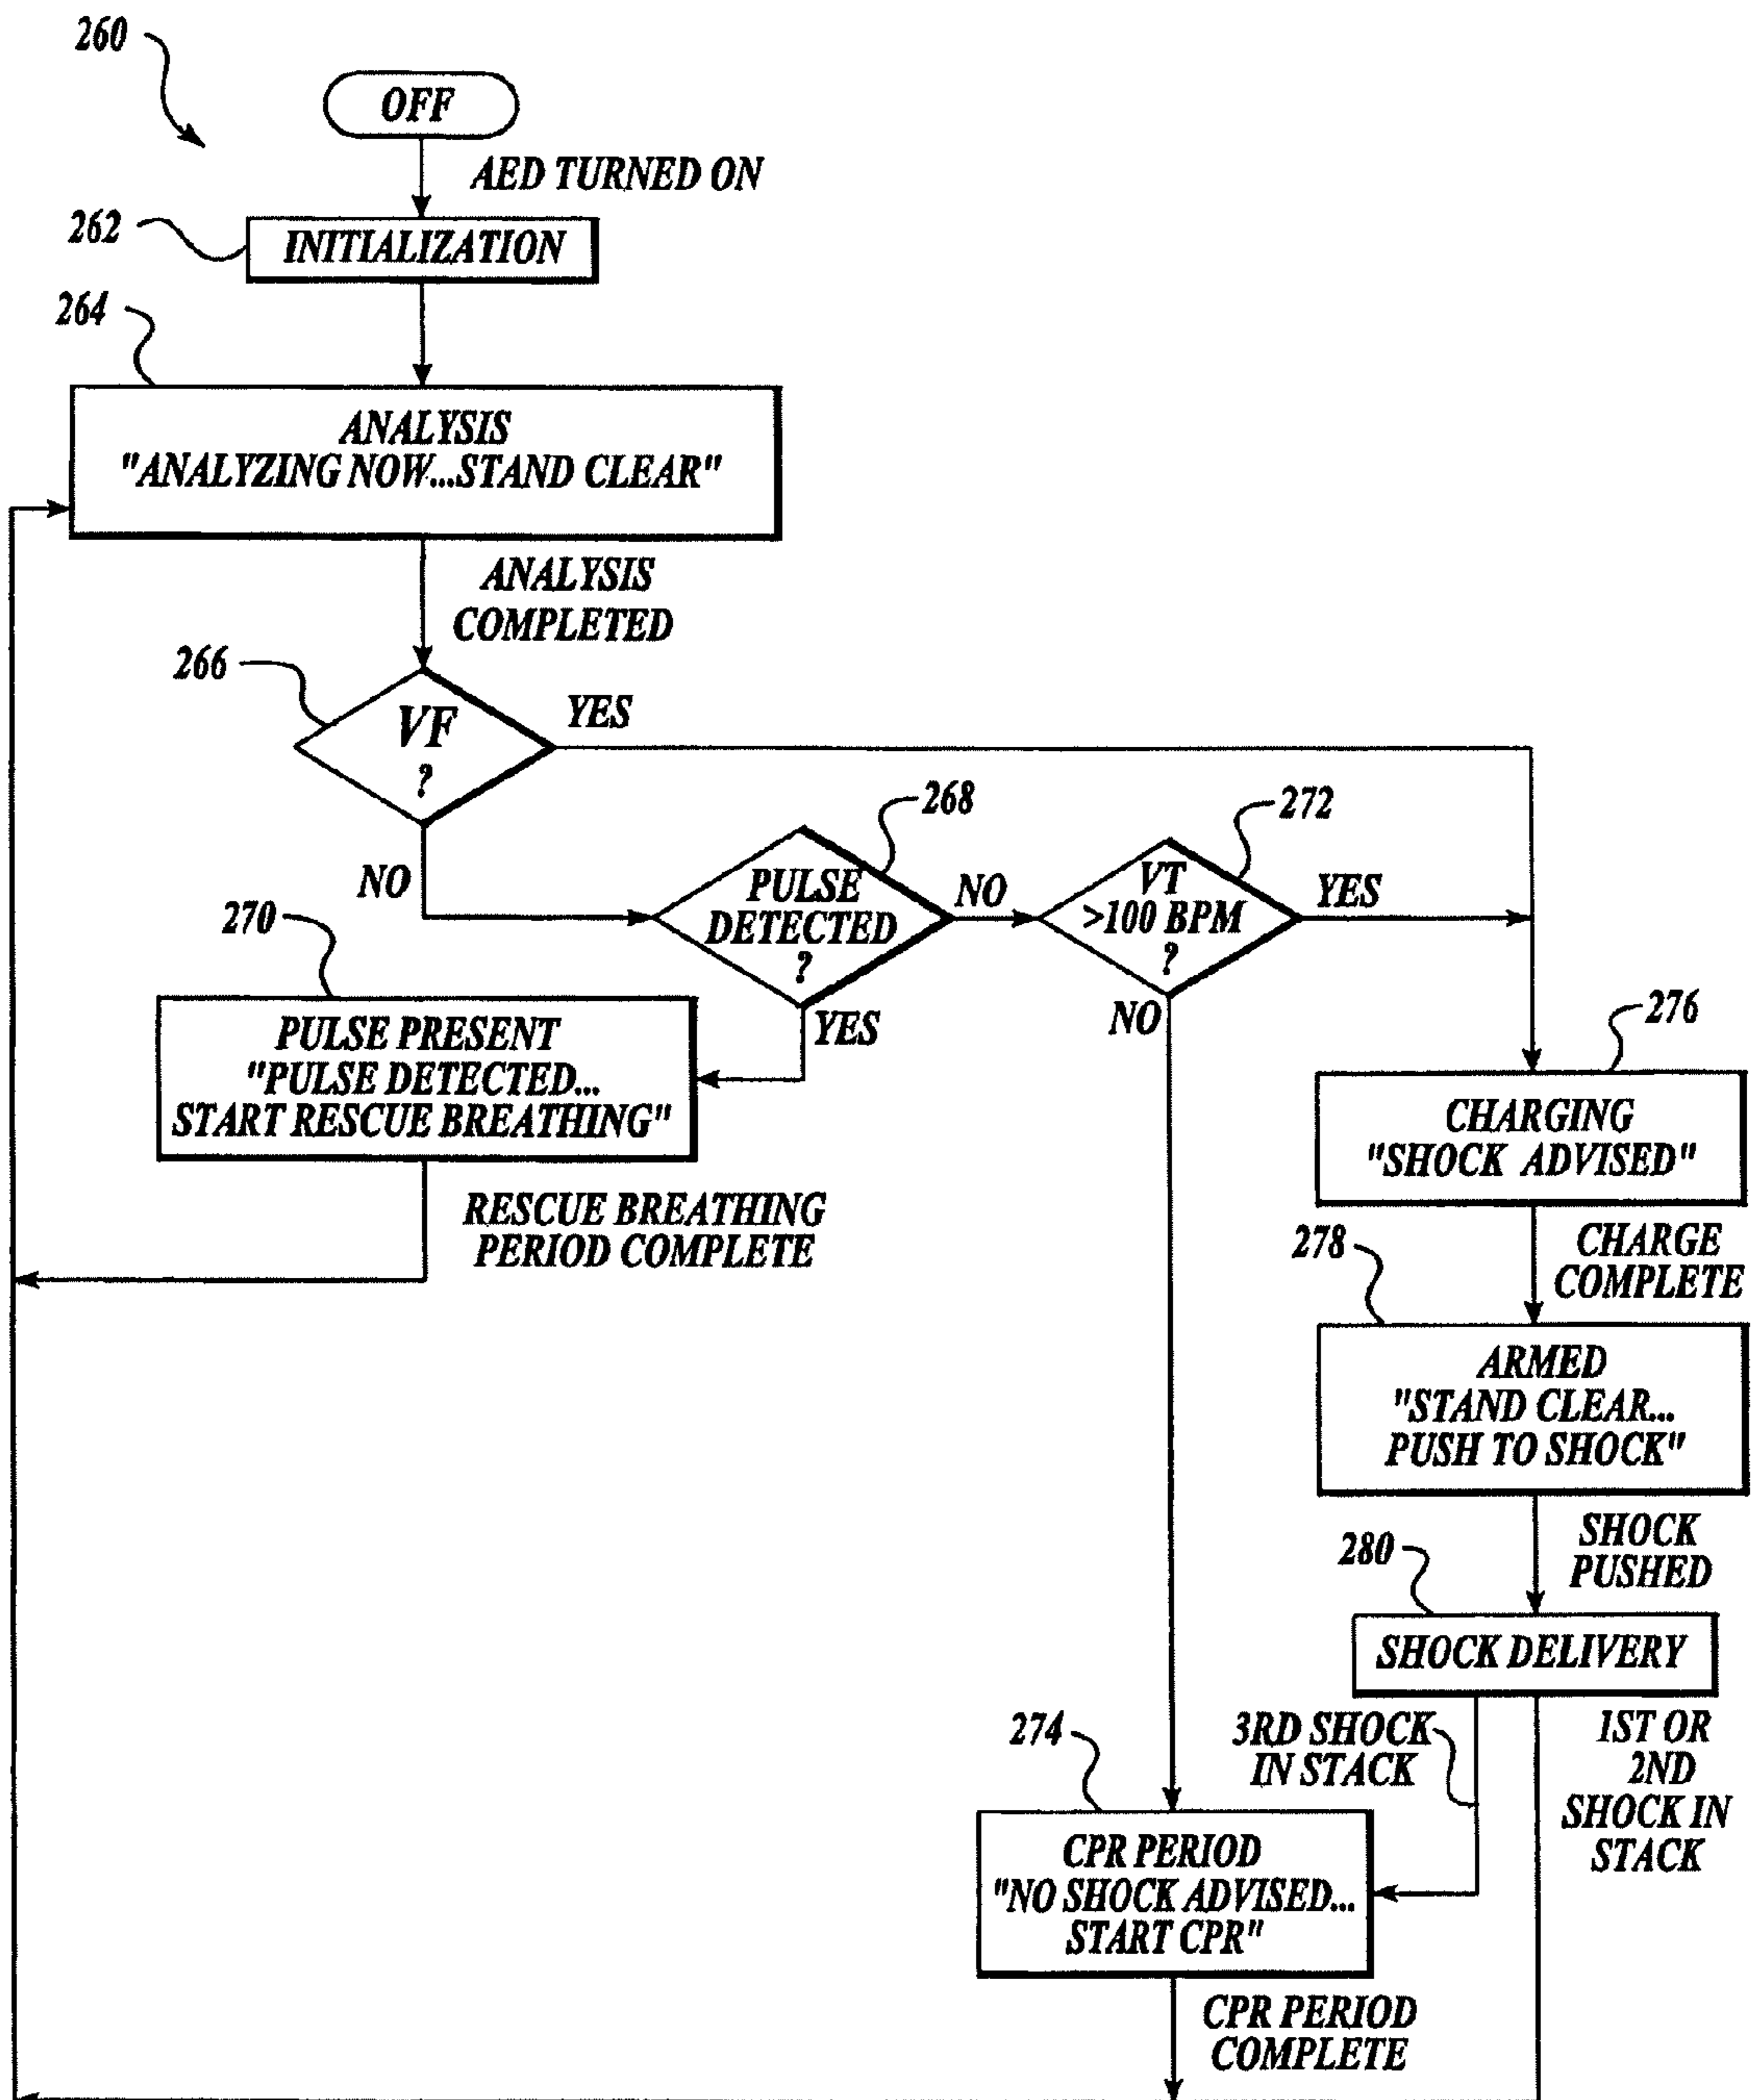 260
OFF
AED TURNED ON
262
INITIALIZATION
264
ANALYSIS
"ANALYZING NOW...STAND CLEAR"
ANALYSIS
COMPLETED
266
VF
?
YES
NO
268
PULSE
DETECTED
?
NO
YES
272
VT
>100 BPM
?
YES
NO
270
PULSE PRESENT
"PULSE DETECTED...
START RESCUE BREATHING"
RESCUE BREATHING
PERIOD COMPLETE
276
CHARGING
"SHOCK ADVISED"
CHARGE
COMPLETE
278
ARMED
"STAND CLEAR...
PUSH TO SHOCK"
SHOCK
PUSHED
280
SHOCK DELIVERY
3RD SHOCK
IN STACK
1ST OR
2ND
SHOCK IN
STACK
274
CPR PERIOD
"NO SHOCK ADVISED...
START CPR"
CPR PERIOD
COMPLETE